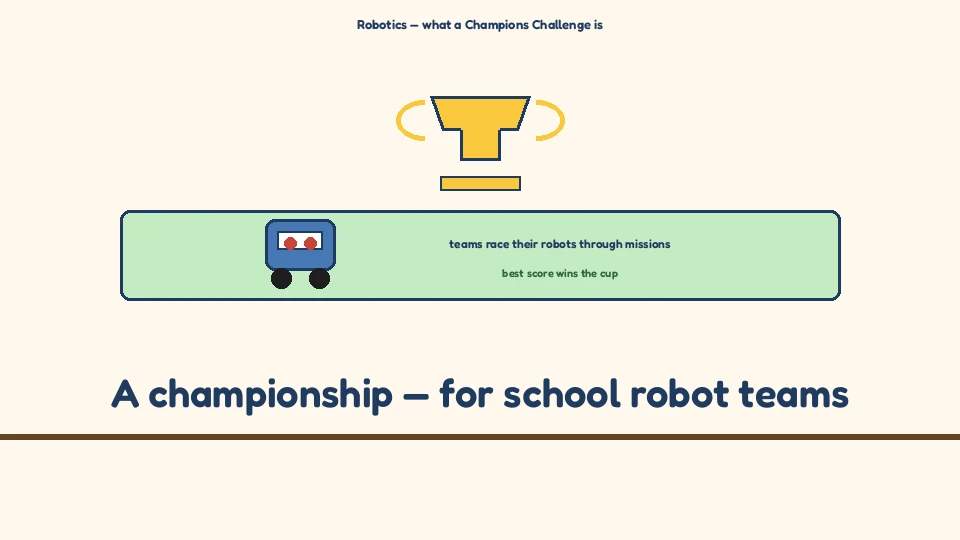 Robotics — what a Champions Challenge is
teams race their robots through missions
best score wins the cup
A championship — for school robot teams